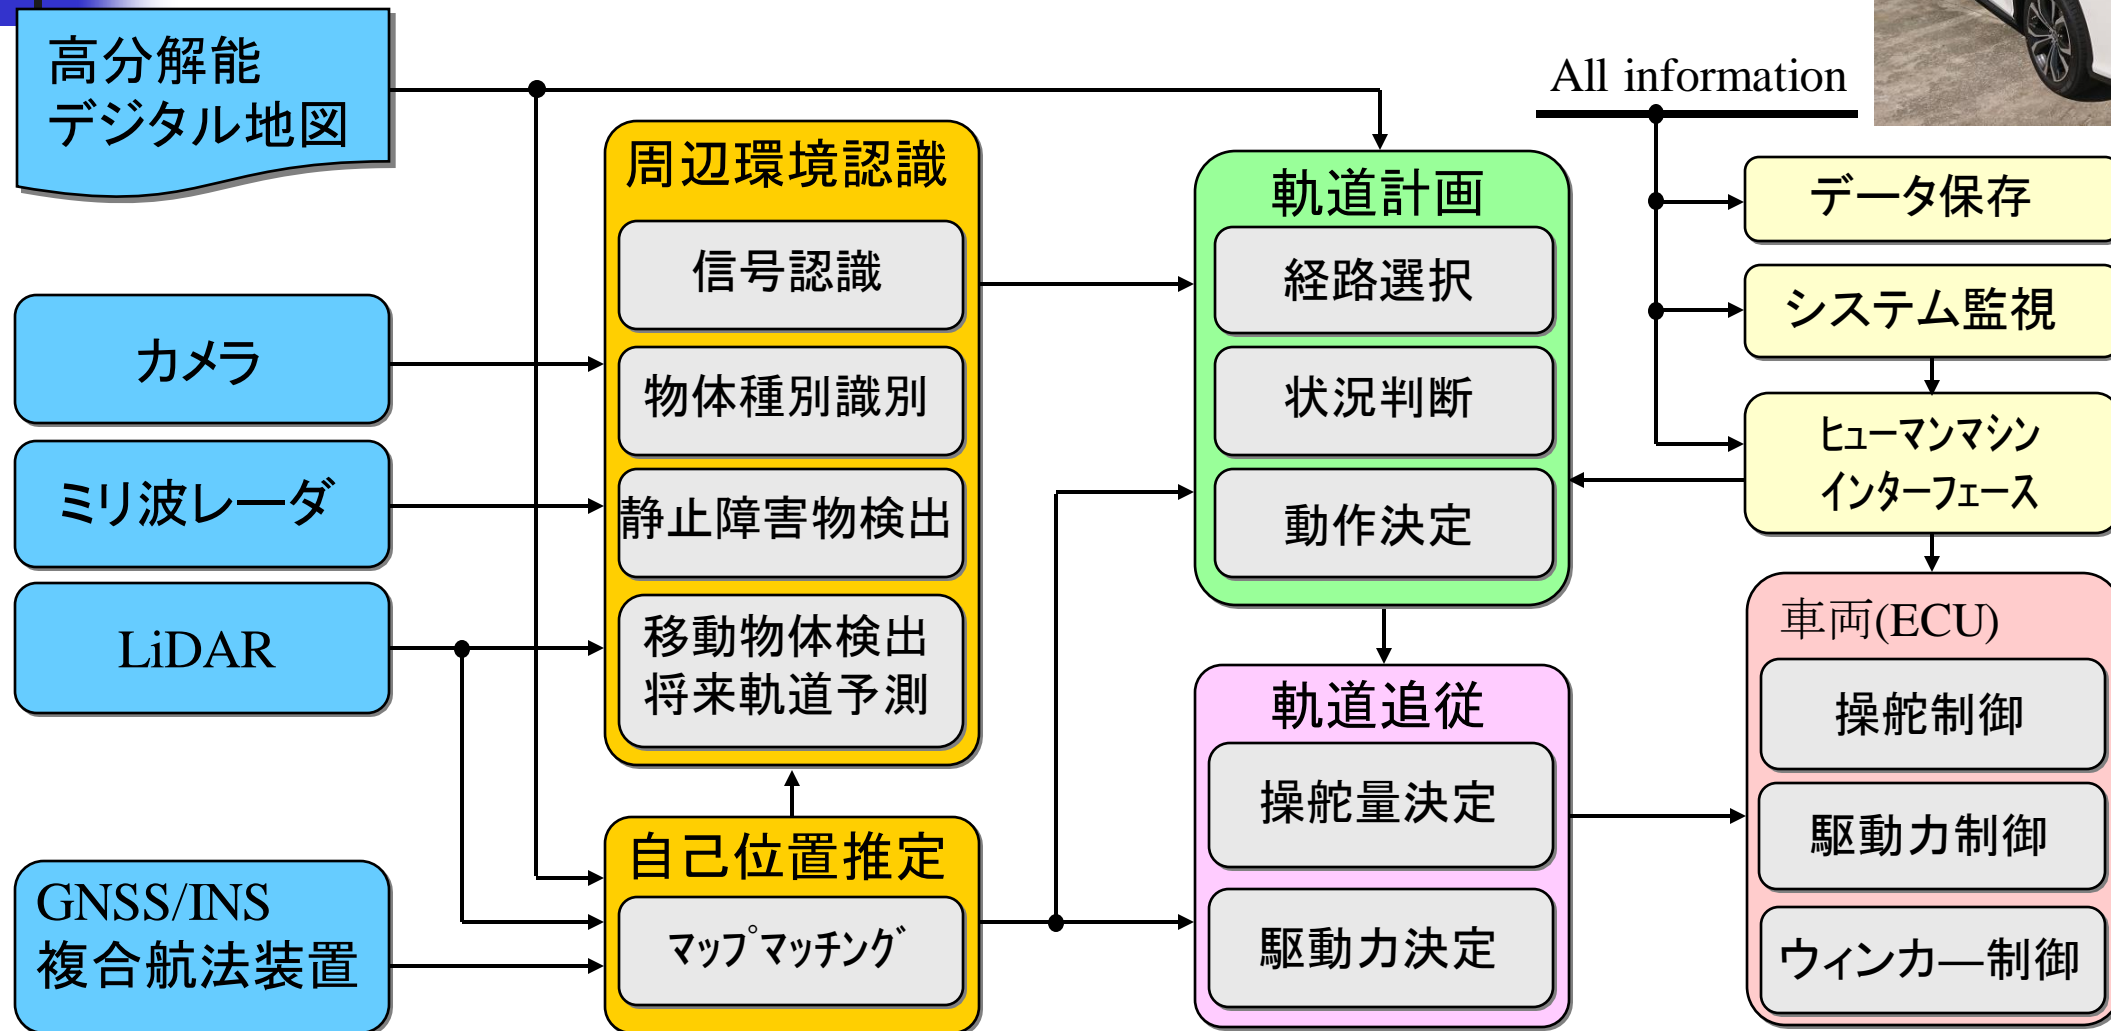 高分解能
デジタル地図
カメラ
ミリ波レーダ
LiDAR
GNSS/INS
複合航法装置
周辺環境認識
信号認識
物体種別識別
静止障害物検出
移動物体検出
将来軌道予測
自己位置推定
マップマッチング
軌道計画
経路選択
状況判断
動作決定
軌道追従
操舵量決定
駆動力決定
All information
データ保存
システム監視
ヒューマンマシン
インターフェース
車両(ECU)
操舵制御
駆動力制御
ウィンカー制御